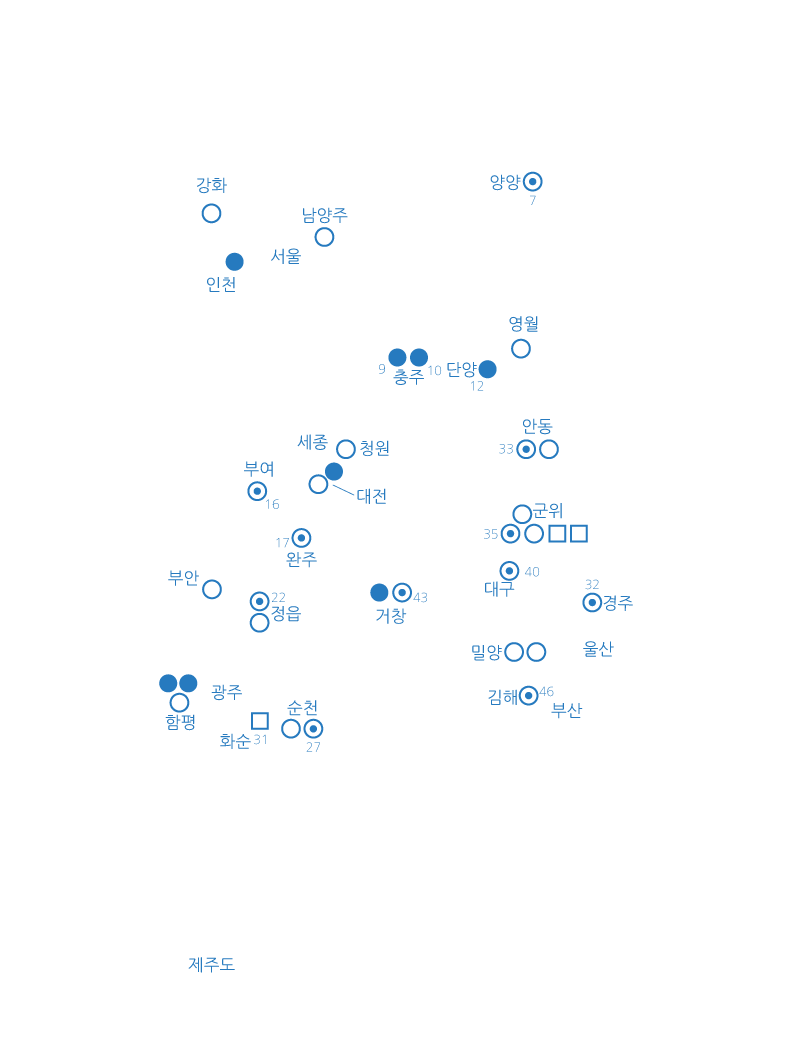 강화
양양
7
남양주
서울
인천
영월
9
충주
10
단양
12
안동
33
세종
청원
부여
16
대전
군위
35
17
완주
대구
40
부안
22
정읍
거창
43
32
경주
밀양
울산
함평
광주
순천
27
화순
31
김해
46
부산
제주도